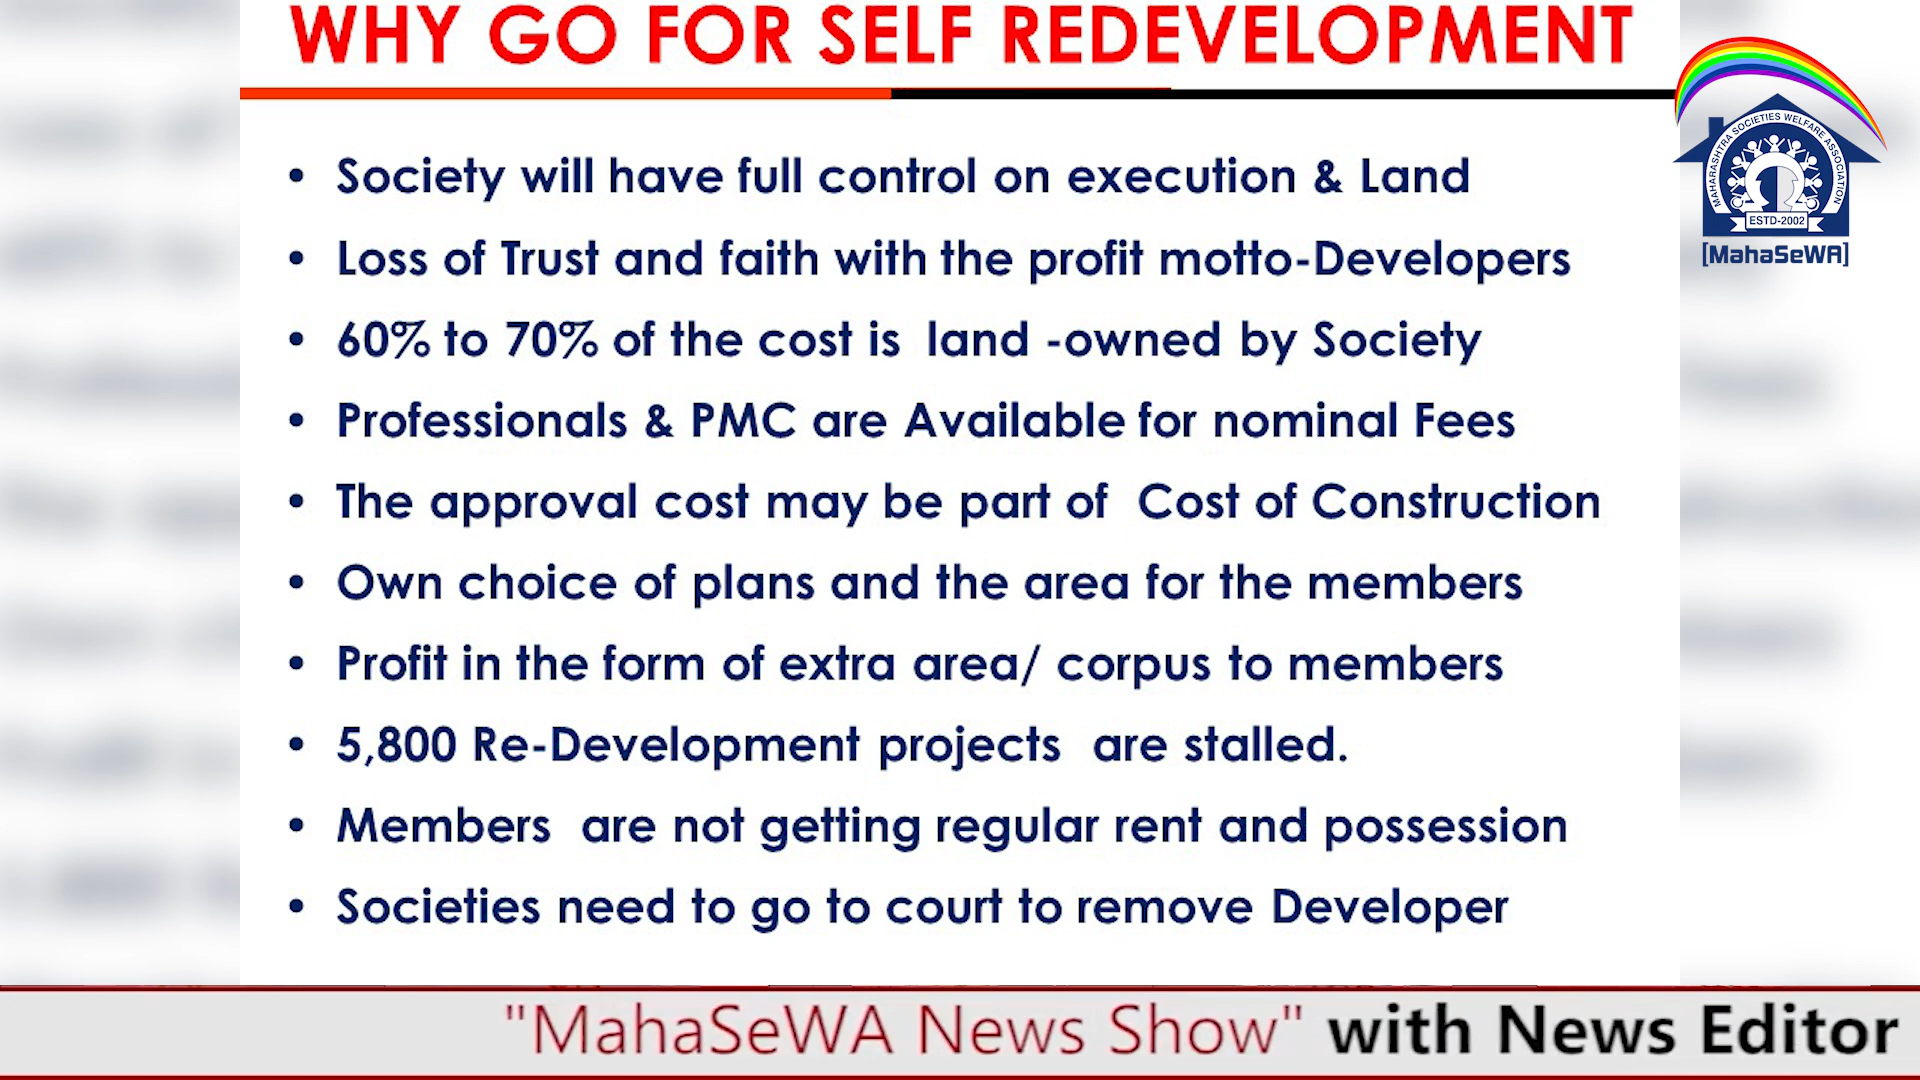 WHY GO FOR SELF REDEVELOPMENT
• Society will have full control on execution & Land
• Loss of Trust and faith with the profit motto-Developers
• 60% to 70% of the cost is land -owned by Society
• Professionals & PMC are Available for nominal Fees
• The approval cost may be part of Cost of Construction
• Own choice of plans and the area for the members
• Profit in the form of extra area/ corpus to members
• 5,800 Re-Development projects are stalled.
• Members are not getting regular rent and possession
• Societies need to go to court to remove Developer
MAHARASHTRA SOCIETIES WELFARE ASSOCIATION
ESTD-2002
[MahaSeWA]
"MahaSeWA News Show" with News Editor